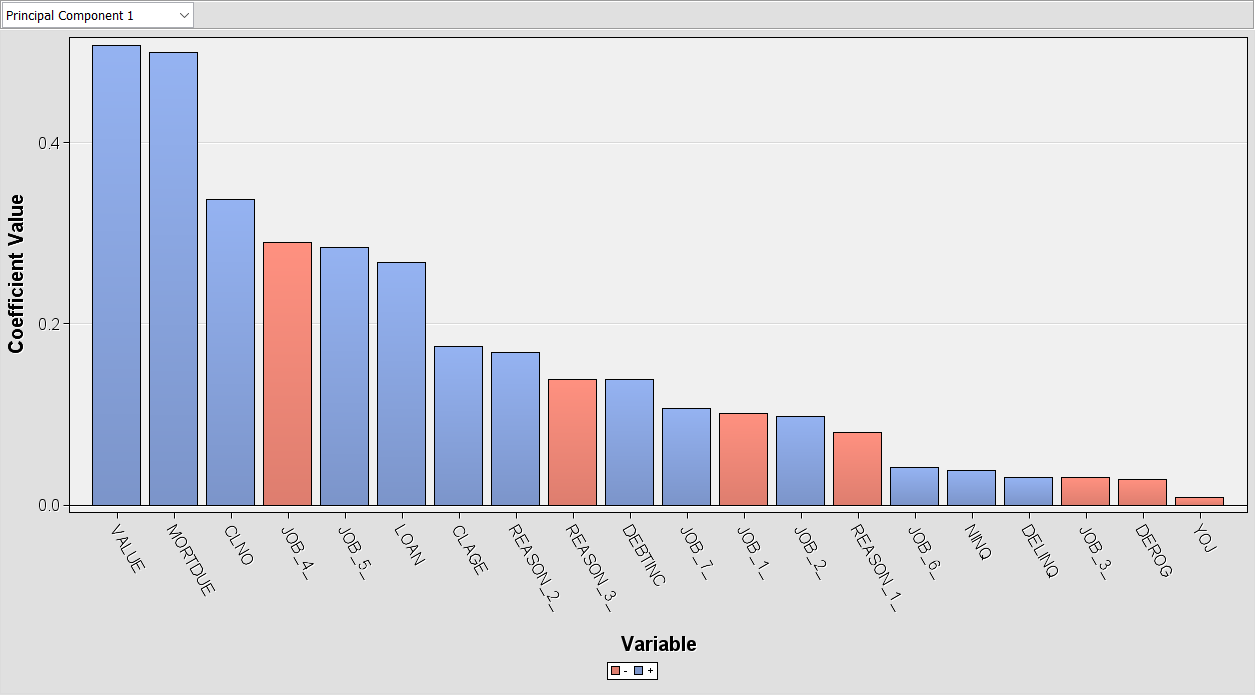 Principal Component 1
Coefficient Value
0.4
0.2
0.0
VALUE
MORTDUE
CLNO
JOB_4_
JOB_5_
LOAN
CLAGE
REASON_2_
REASON_3_
DEBTINC
JOB_7_
JOB_1_
JOB_2_
REASON_1_
JOB_6_
NINQ
DELINQ
JOB_3_
DEROG
YOJ
Variable
- +